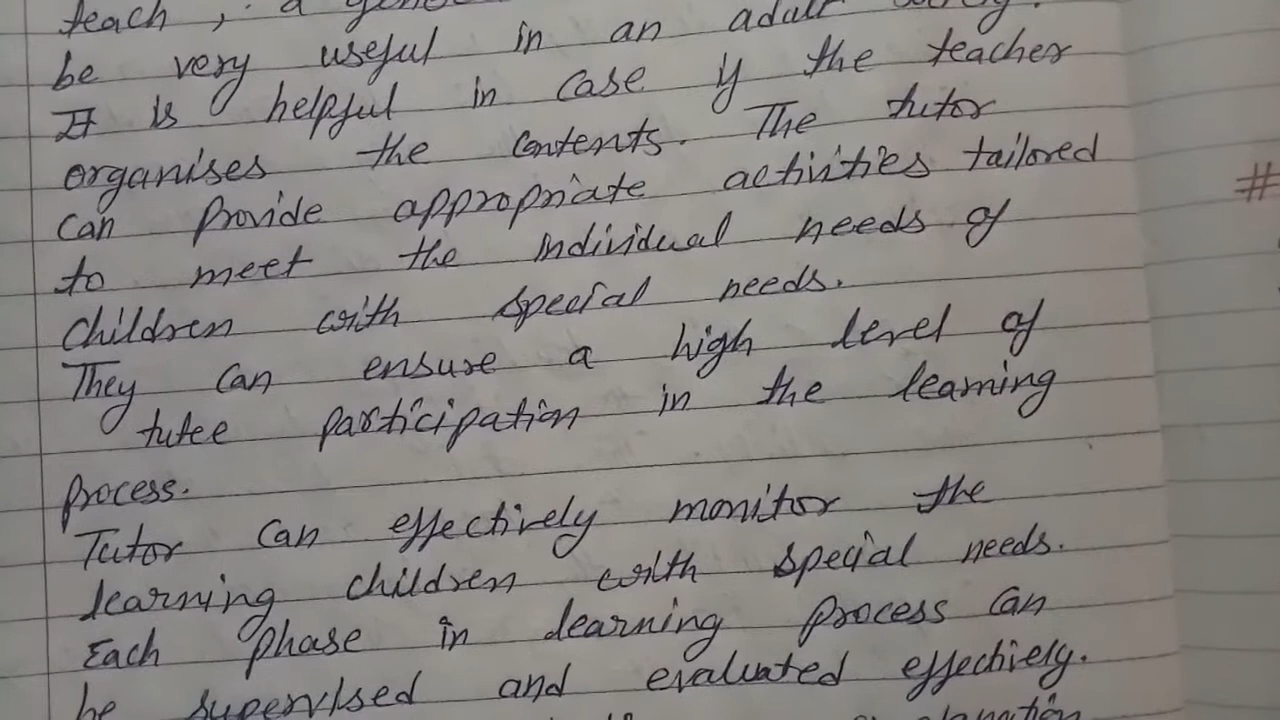 teach, a
be very useful in an adult
It is helpful in case if the teacher
organises the contents. The tutor
can provide appropriate activities tailored
to meet the individual needs of
children with special needs.
They can ensure a high level of
tutee participation in the learning
process.
Tutor can effectively monitor the
learning children with special needs.
Each phase in learning process can
be supervised and evaluated effectively.
#